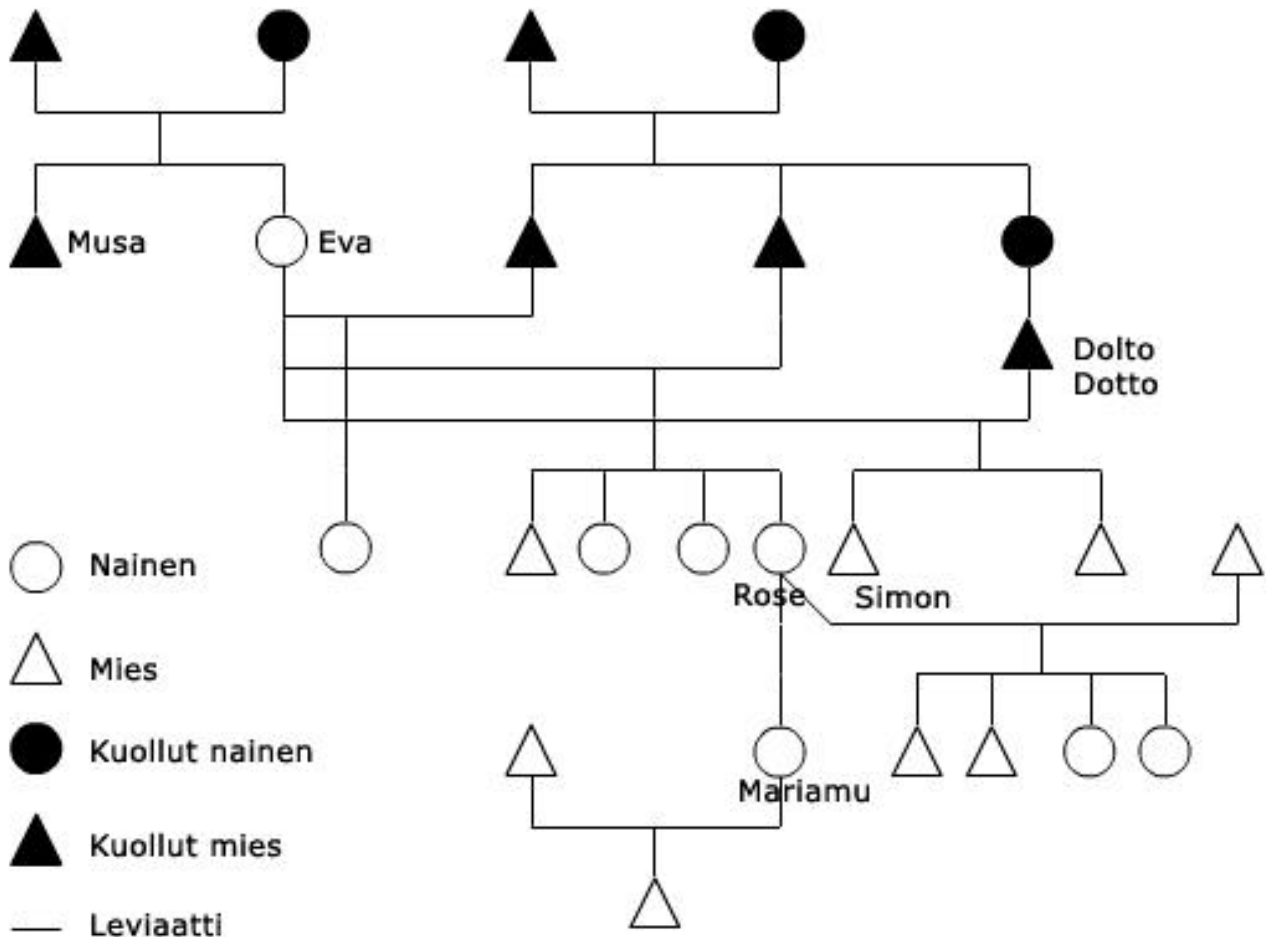 Musa
Eva
Dolto
Dotto
Nainen
Rose
Simon
Mies
Kuollut nainen
Mariamu
Kuollut mies
Leviaatti